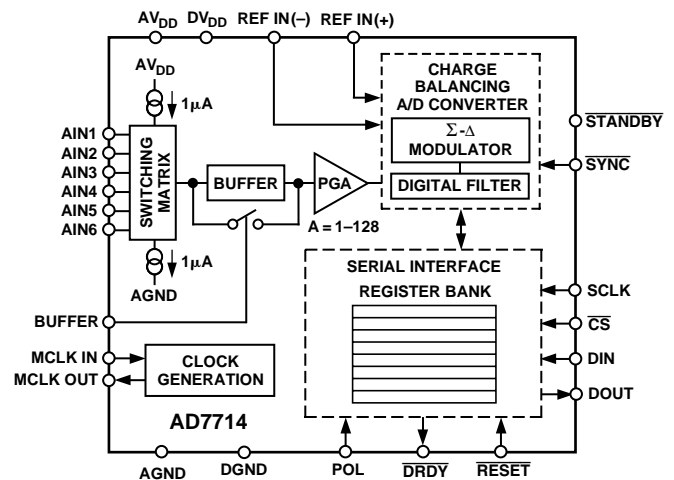 AVDD DVDD REF IN(–) REF IN(+)
AVDD
1µA
AIN1
AIN2
AIN3
AIN4
AIN5
AIN6
SWITCHING
MATRIX
BUFFER
PGA
A = 1–128
CHARGE
BALANCING
A/D CONVERTER
Σ-Δ
MODULATOR
DIGITAL FILTER
STANDBY
SYNC
1µA
AGND
BUFFER
SERIAL INTERFACE
REGISTER BANK
SCLK
CS
DIN
DOUT
MCLK IN
MCLK OUT
CLOCK
GENERATION
AD7714
AGND DGND POL DRDY RESET